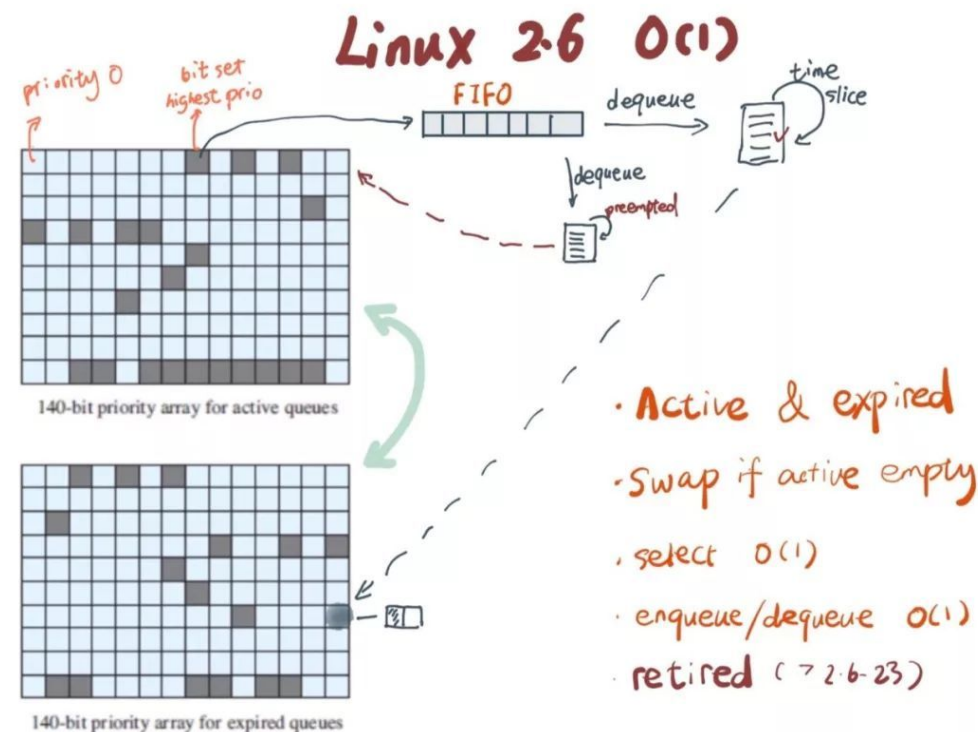 Linux 2.6 O(1)
priority 0
bit set
highest prio
FIFO
dequeue
time
slice
dequeue
preempted
140-bit priority array for active queues
· Active & expired
· Swap if active empty
· select O(1)
· enqueue/dequeue O(1)
· retired (>2.6.23)
140-bit priority array for expired queues